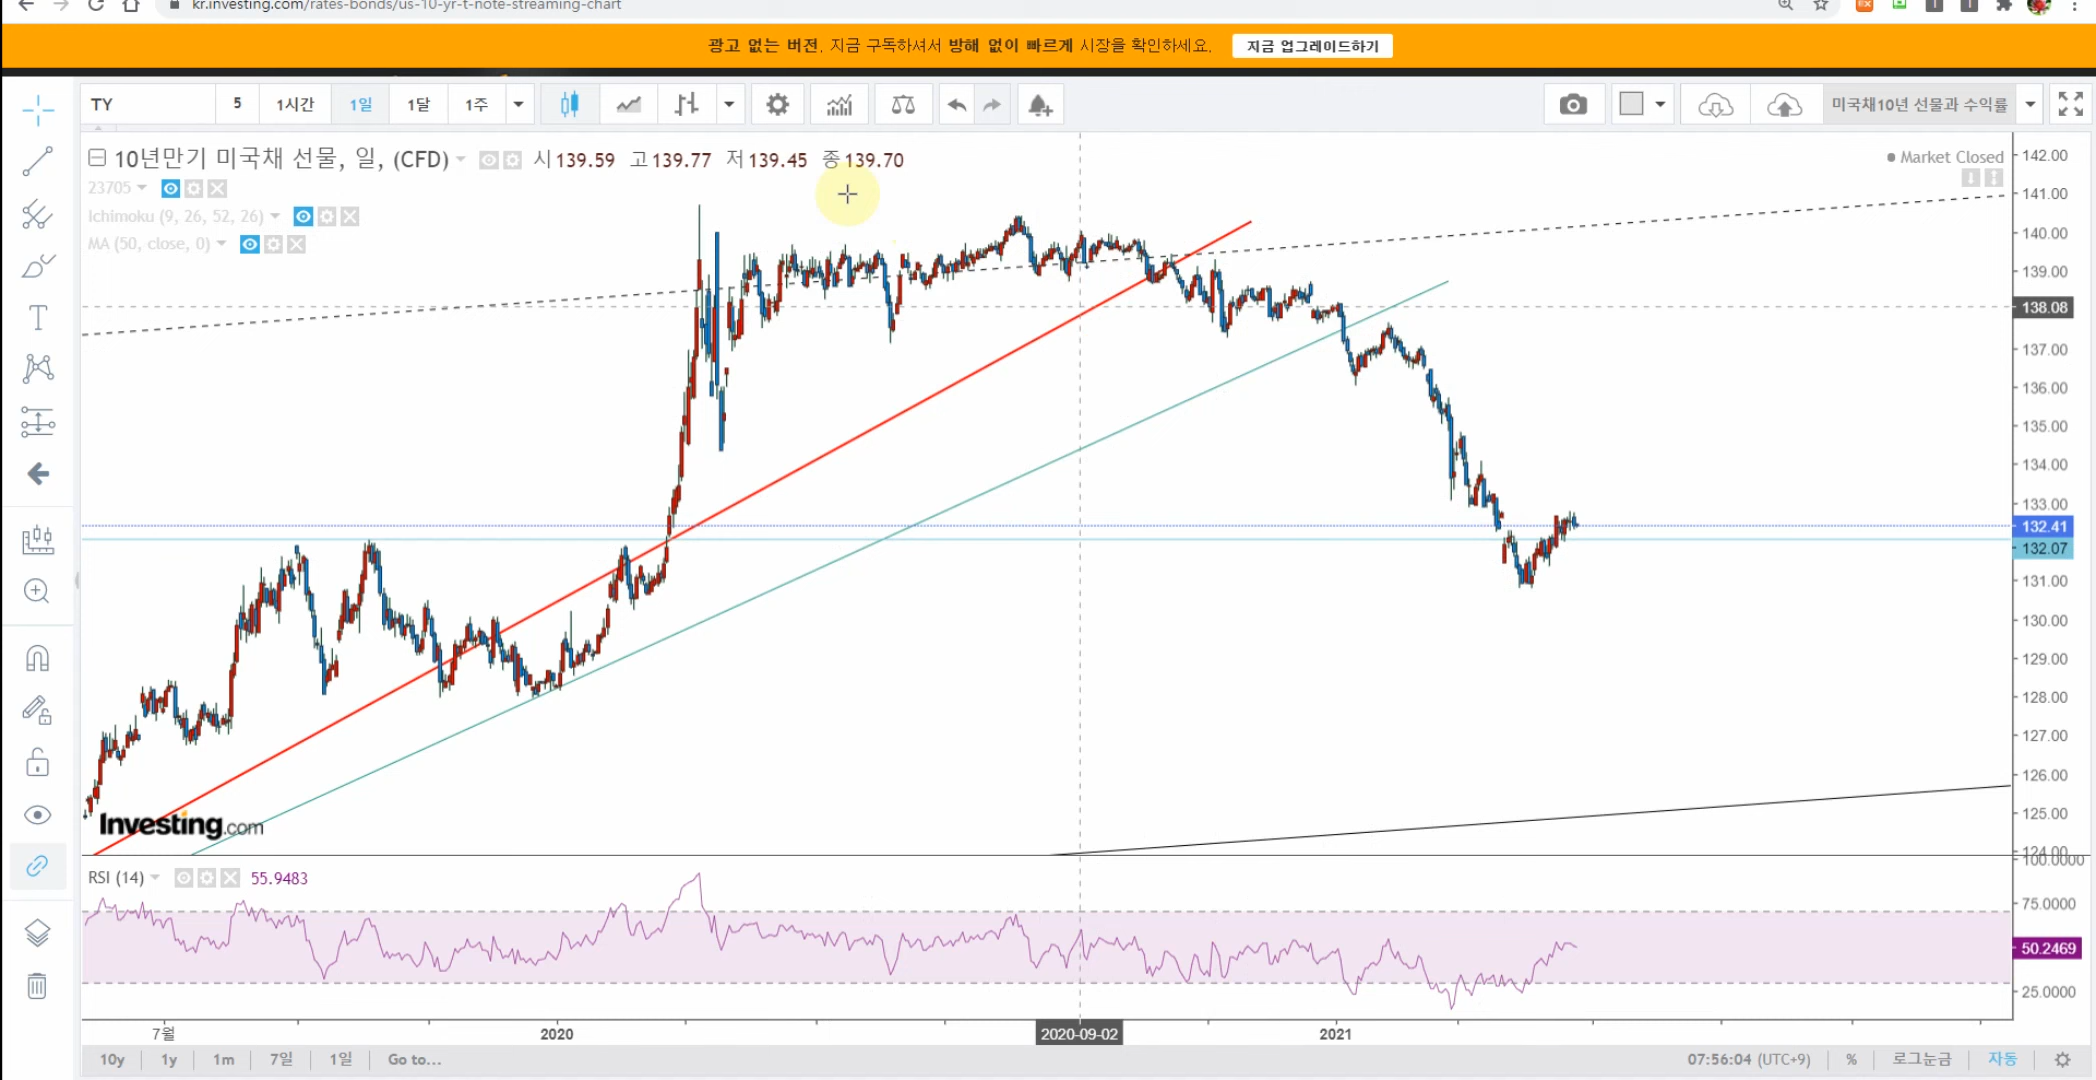 kr.investing.com/rates-bonds/us-10-yr-t-note-streaming-chart
광고 없는 버전. 지금 구독하셔서 방해 없이 빠르게 시장을 확인하세요. 지금 업그레이드하기
TY 5 1시간 1일 1달 1주 미국채10년 선물과 수익률
10년만기 미국채 선물, 일, (CFD) 시 139.59 고 139.77 저 139.45 종 139.70
Market Closed
23705
Ichimoku (9, 26, 52, 26)
MA (50, close, 0)
142.00
141.00
140.00
139.00
138.08
137.00
136.00
135.00
134.00
133.00
132.41
132.07
131.00
130.00
129.00
128.00
127.00
126.00
125.00
124.00
Investing.com
RSI (14) 55.9483
100.0000
75.0000
50.2469
25.0000
7월 2020 2020-09-02 2021
10y 1y 1m 7일 1일 Go to... 07:56:04 (UTC+9) % 로그눈금 자동